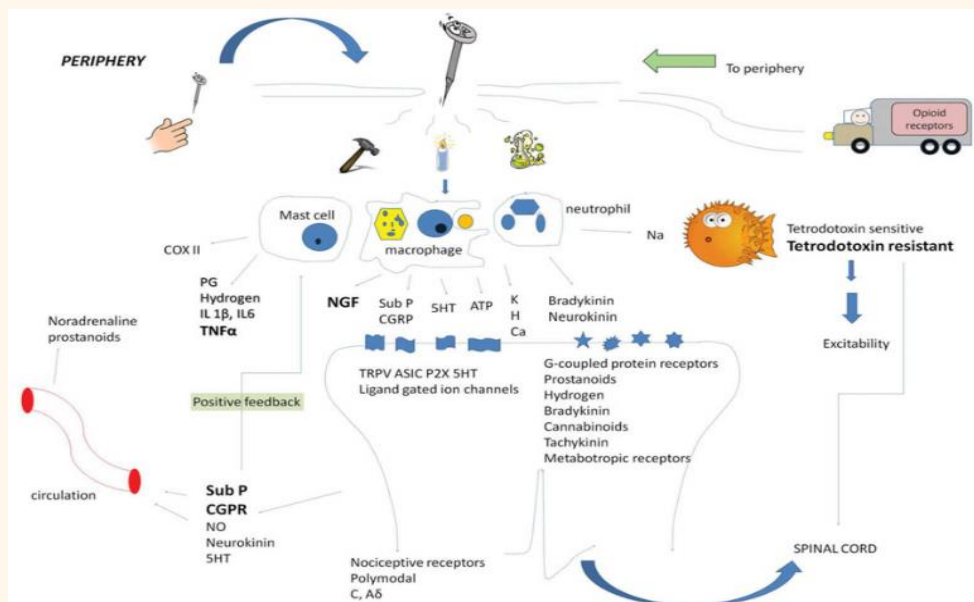 PERIPHERY
To periphery
Opioid
receptors
Mast cell
macrophage
neutrophil
Na
Tetrodotoxin sensitive
Tetrodotoxin resistant
COX II
PG
Hydrogen
IL 1β, IL6
TNFα
NGF
Sub P
CGRP
5HT
ATP
K
H
Ca
Bradykinin
Neurokinin
Excitability
Noradrenaline
prostanoids
TRPV ASIC P2X 5HT
Ligand gated ion channels
G-coupled protein receptors
Prostanoids
Hydrogen
Bradykinin
Cannabinoids
Tachykinin
Metabotropic receptors
Positive feedback
circulation
Sub P
CGPR
NO
Neurokinin
5HT
Nociceptive receptors
Polymodal
C, Aδ
SPINAL CORD